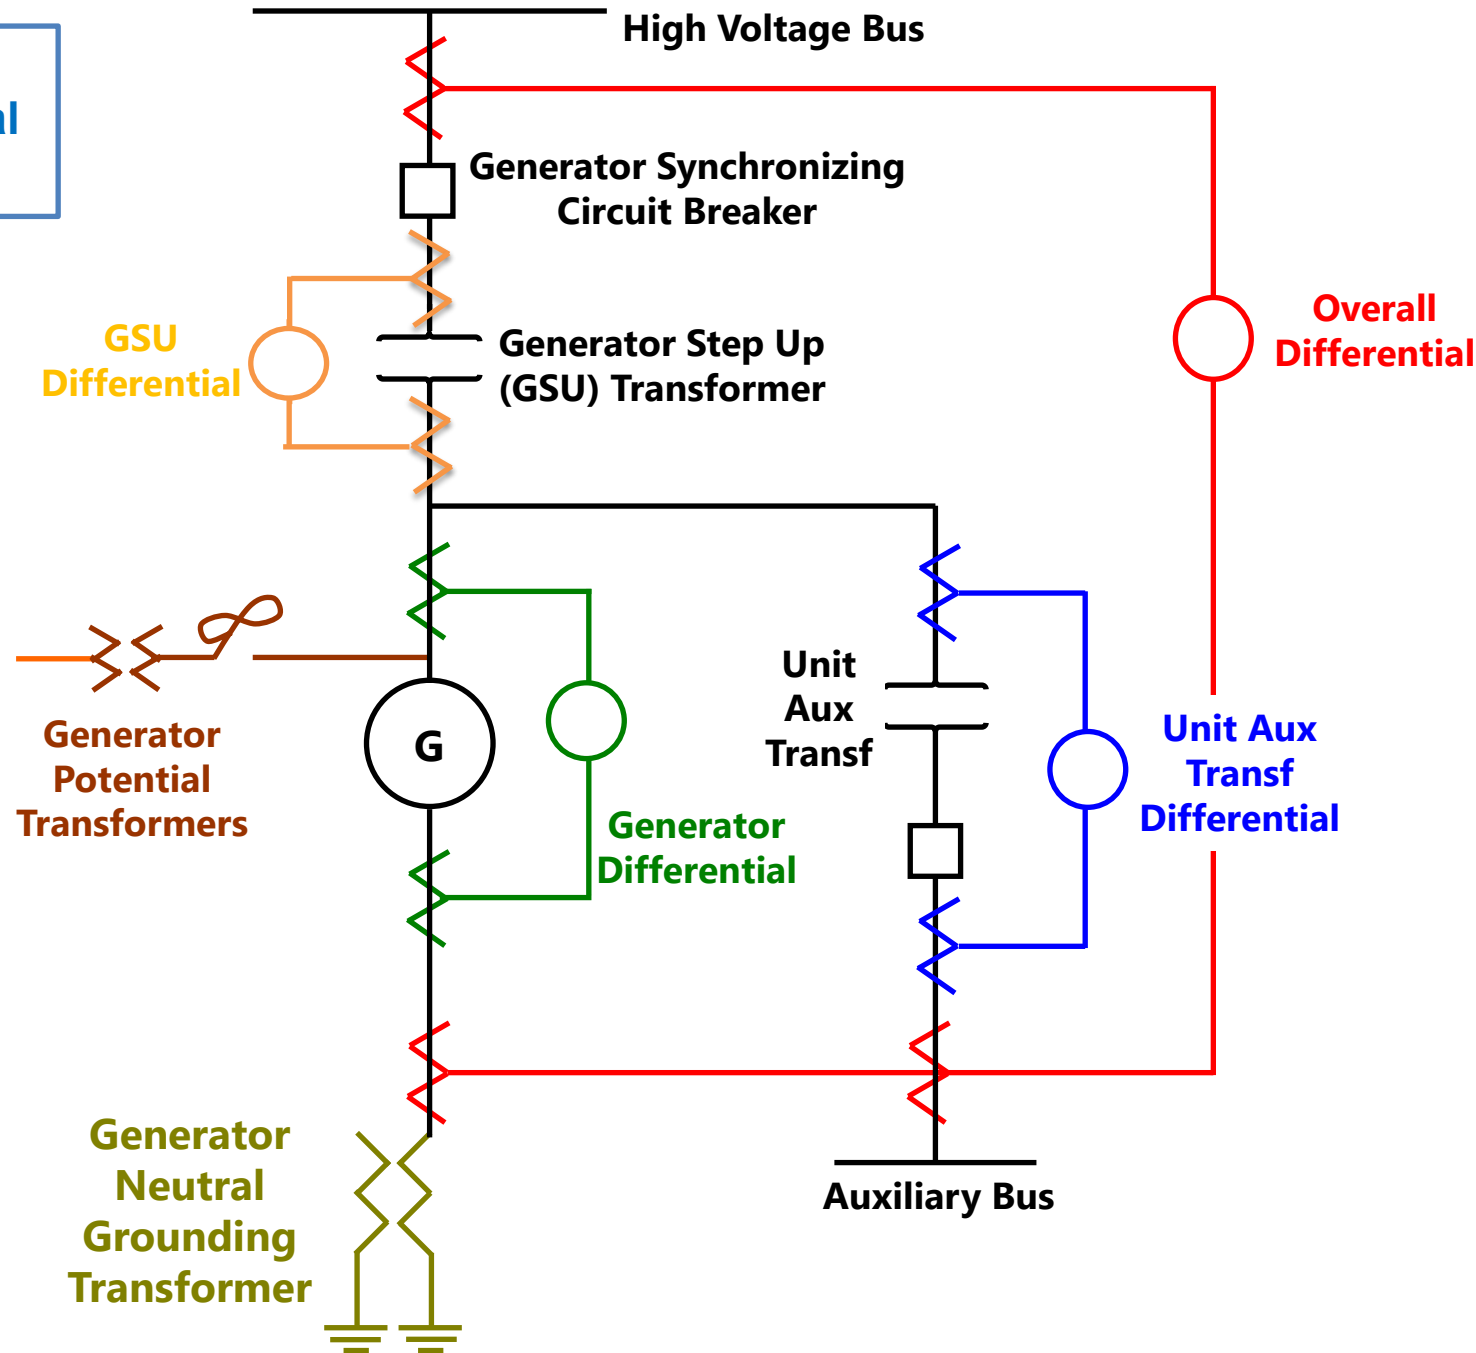 High Voltage Bus
Generator Synchronizing
Circuit Breaker
GSU
Differential
Generator Step Up
(GSU) Transformer
Overall
Differential
Unit
Aux
Transf
Generator
Potential
Transformers
G
Unit Aux
Transf
Differential
Generator
Differential
Generator
Neutral
Grounding
Transformer
Auxiliary Bus